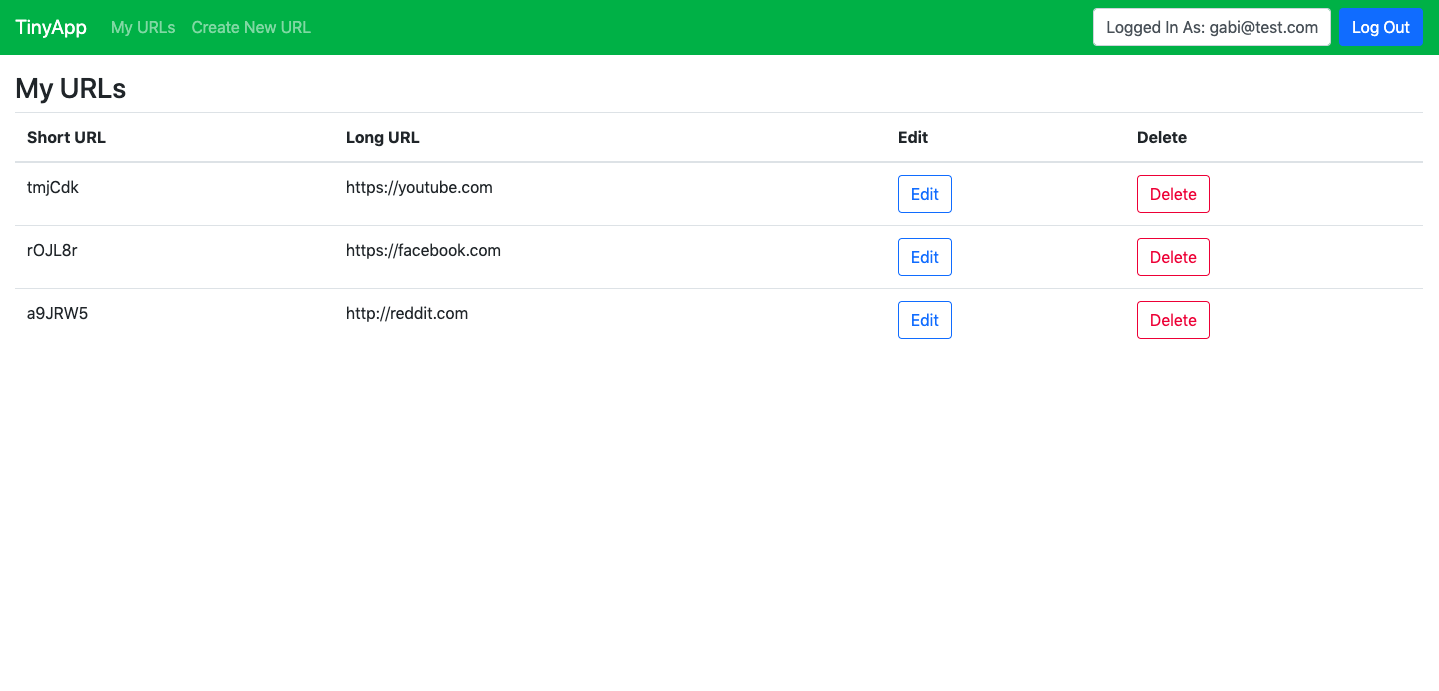 TinyApp My URLs Create New URL Logged In As: gabi@test.com Log Out
My URLs
Short URL Long URL Edit Delete
tmjCdk https://youtube.com Edit Delete
rOJL8r https://facebook.com Edit Delete
a9JRW5 http://reddit.com Edit Delete